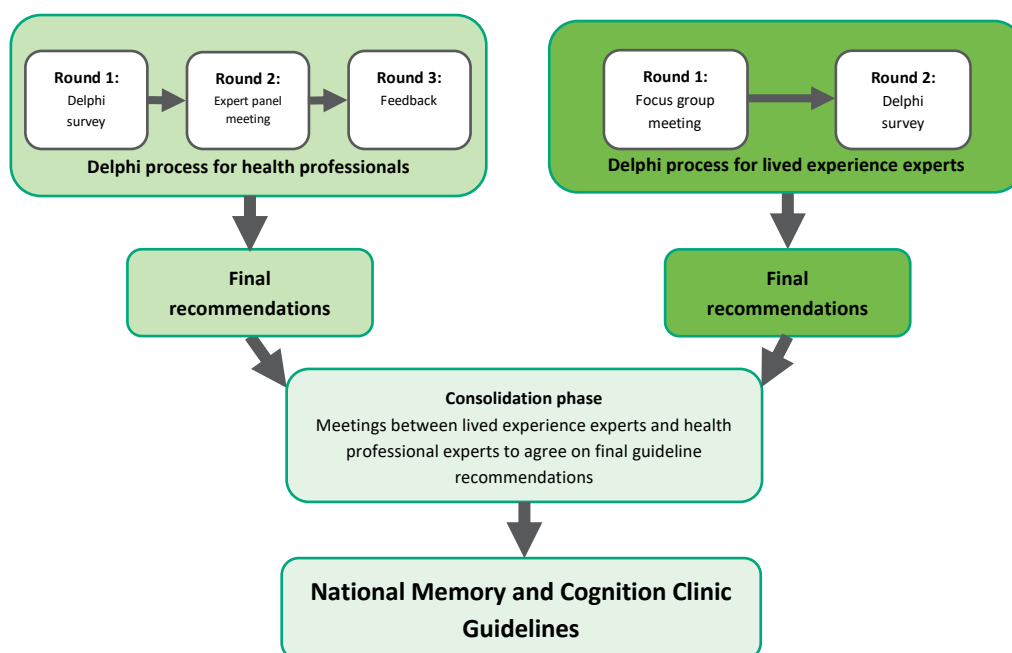 Round 1:
Delphi
survey
Round 2:
Expert panel
meeting
Round 3:
Feedback
Delphi process for health professionals
Round 1:
Focus group
meeting
Round 2:
Delphi
survey
Delphi process for lived experience experts
Final
recommendations
Final
recommendations
Consolidation phase
Meetings between lived experience experts and health
professional experts to agree on final guideline
recommendations
National Memory and Cognition Clinic
Guidelines